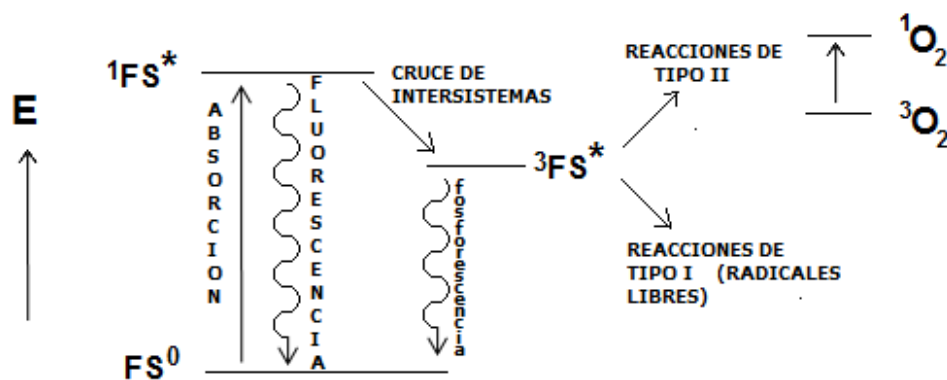 E
¹FS*
ABSORCION
FLUORESCENCIA
CRUCE DE
INTERSISTEMAS
³FS*
fosforescencia
FS⁰
REACCIONES DE
TIPO II
¹O₂
³O₂
REACCIONES DE
TIPO I (RADICALES
LIBRES)